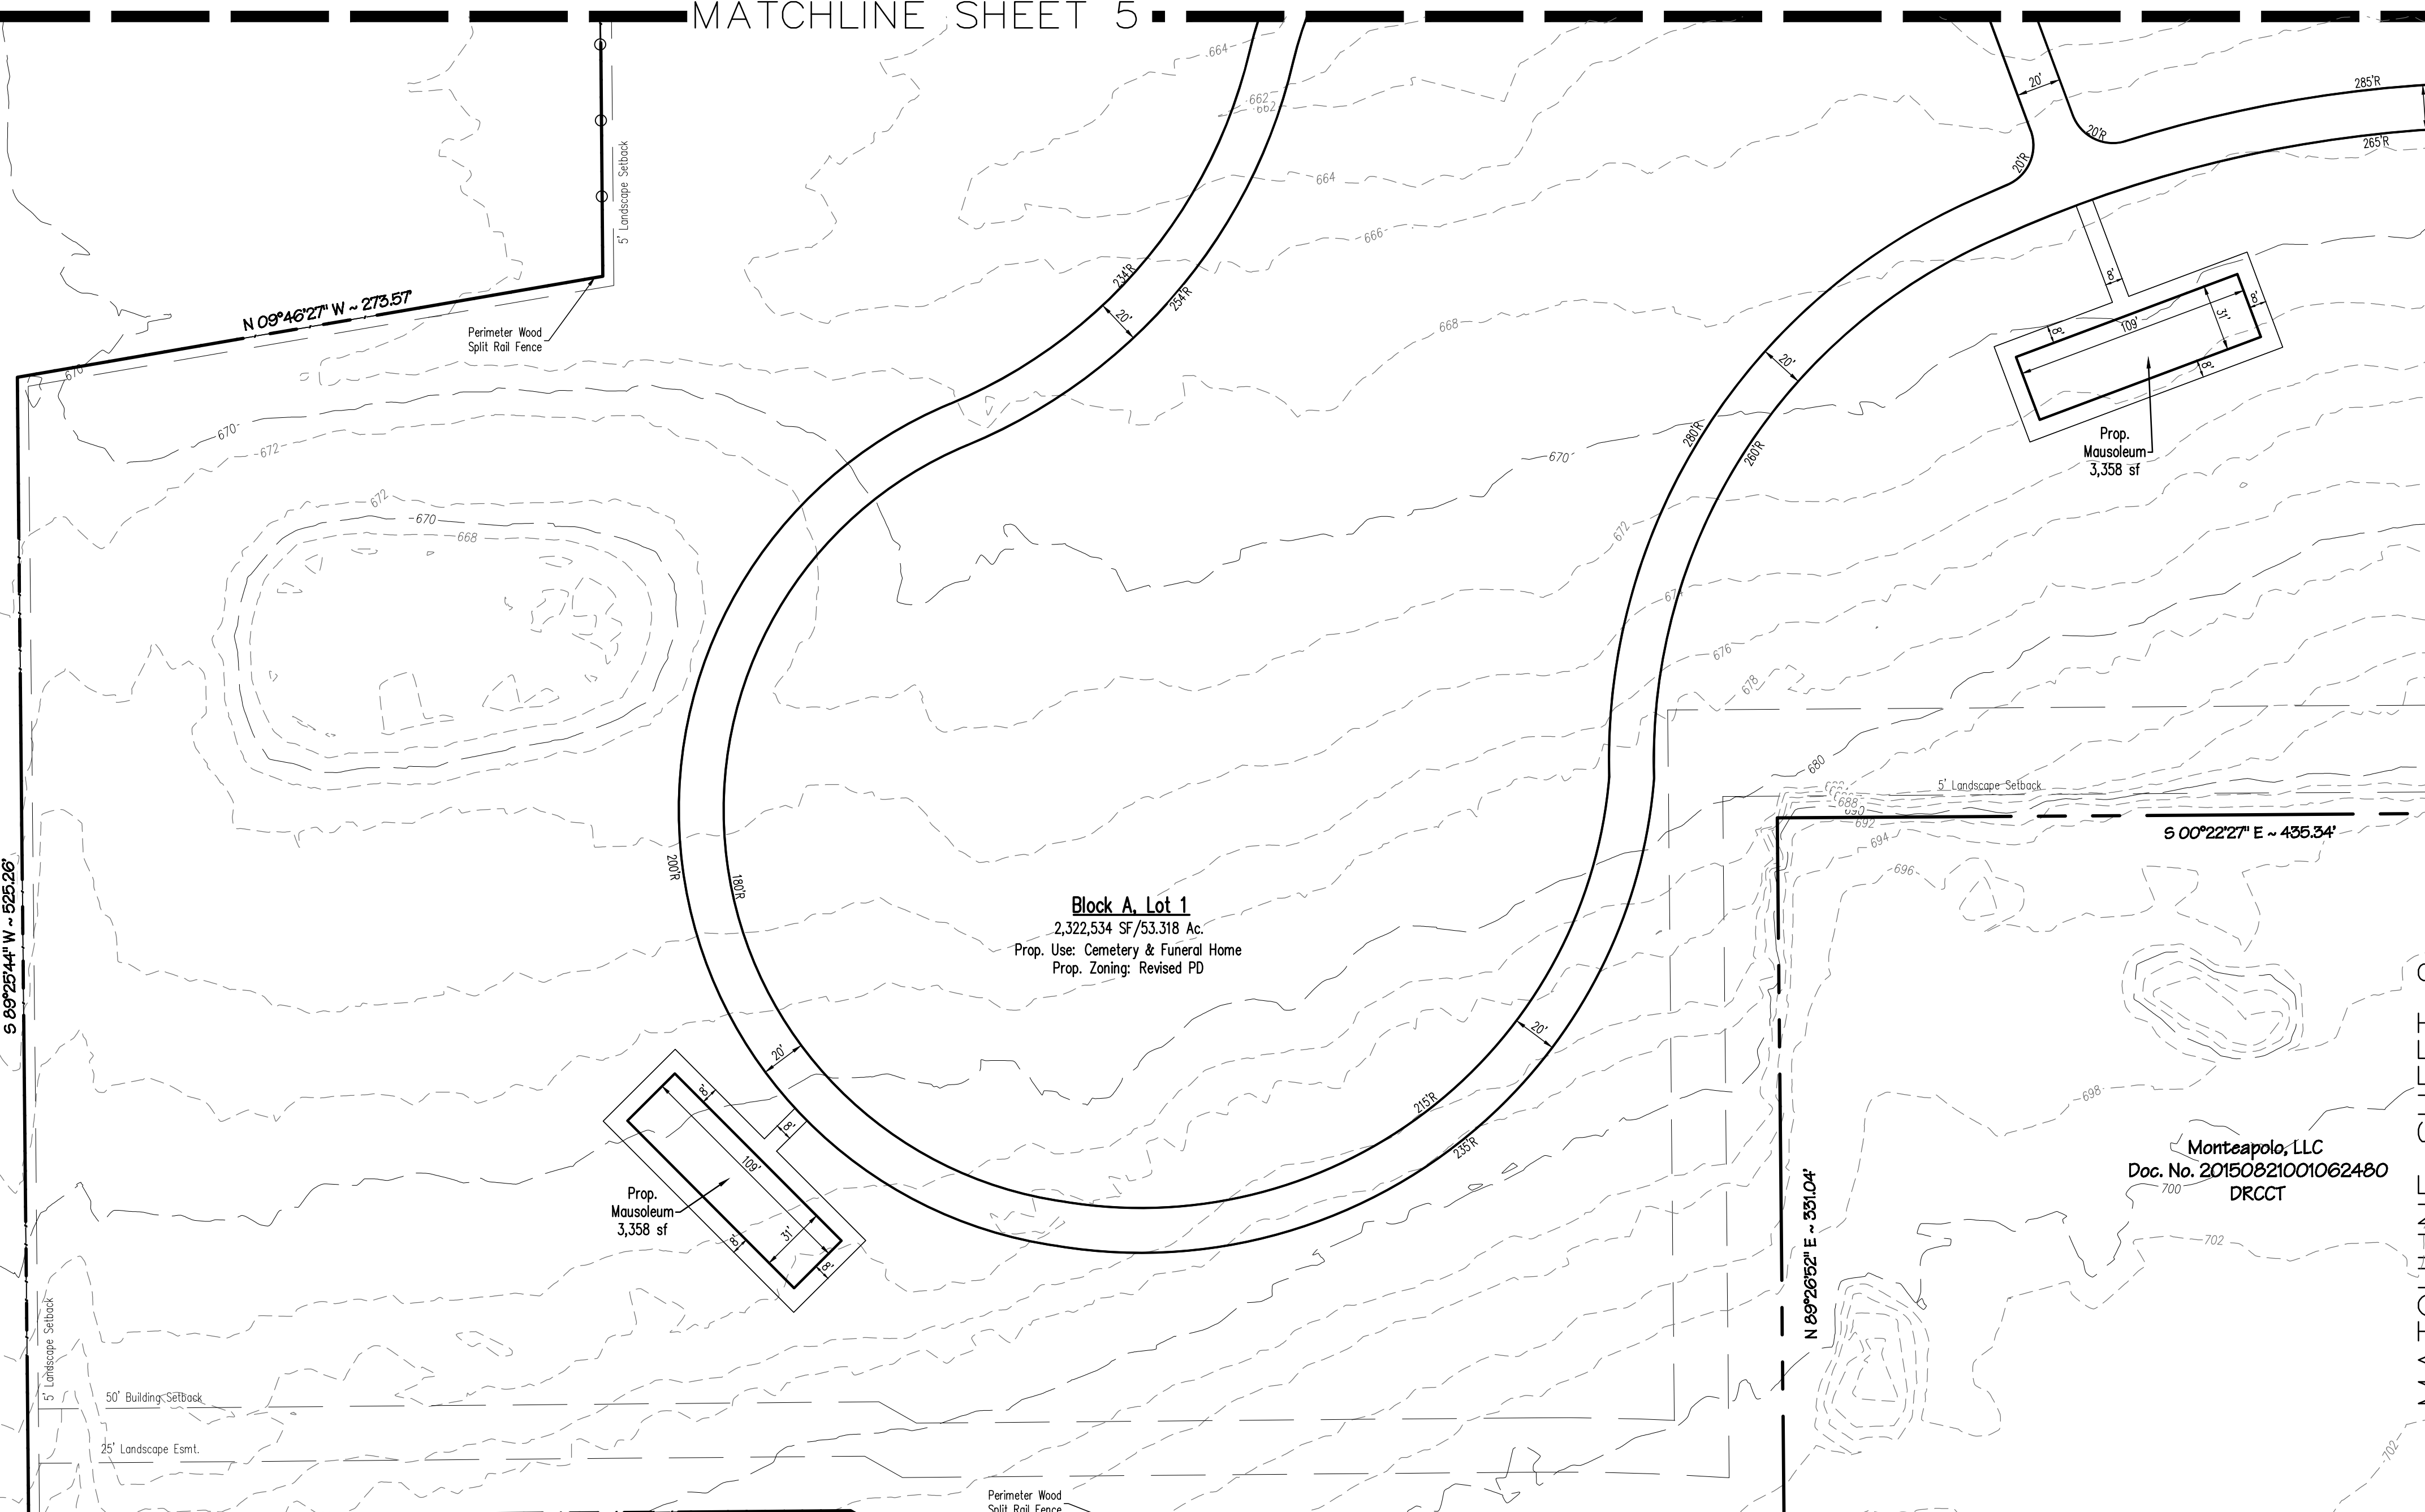 MATCHLINE SHEET 5
664
662
662
664
666
668
20'
285'R
20'R
265'R
20'R
5' Landscape Setback
N 09°46'27" W ~ 273.57'
Perimeter Wood
Split Rail Fence
234'R
254'R
20'
8'
8'
109'
31'
8'
8'
20'
Prop.
Mausoleum
3,358 sf
670
670
672
280'R
260'R
670
672
670
668
672
674
676
678
680
5' Landscape Setback
688
690
692
694
696
S 00°22'27" E ~ 435.34'
S 89°25'44" W ~ 525.26'
200'R
180'R
Block A, Lot 1
2,322,534 SF/53.318 Ac.
Prop. Use: Cemetery & Funeral Home
Prop. Zoning: Revised PD
20'
20'
8'
8'
109'
31'
8'
8'
Prop.
Mausoleum
3,358 sf
215'R
235'R
698
Monteapolo, LLC
Doc. No. 20150821001062480
DRCCT
700
702
N 89°26'52" E ~ 331.04'
5' Landscape Setback
50' Building Setback
25' Landscape Esmt.
702
Perimeter Wood
Split Rail Fence